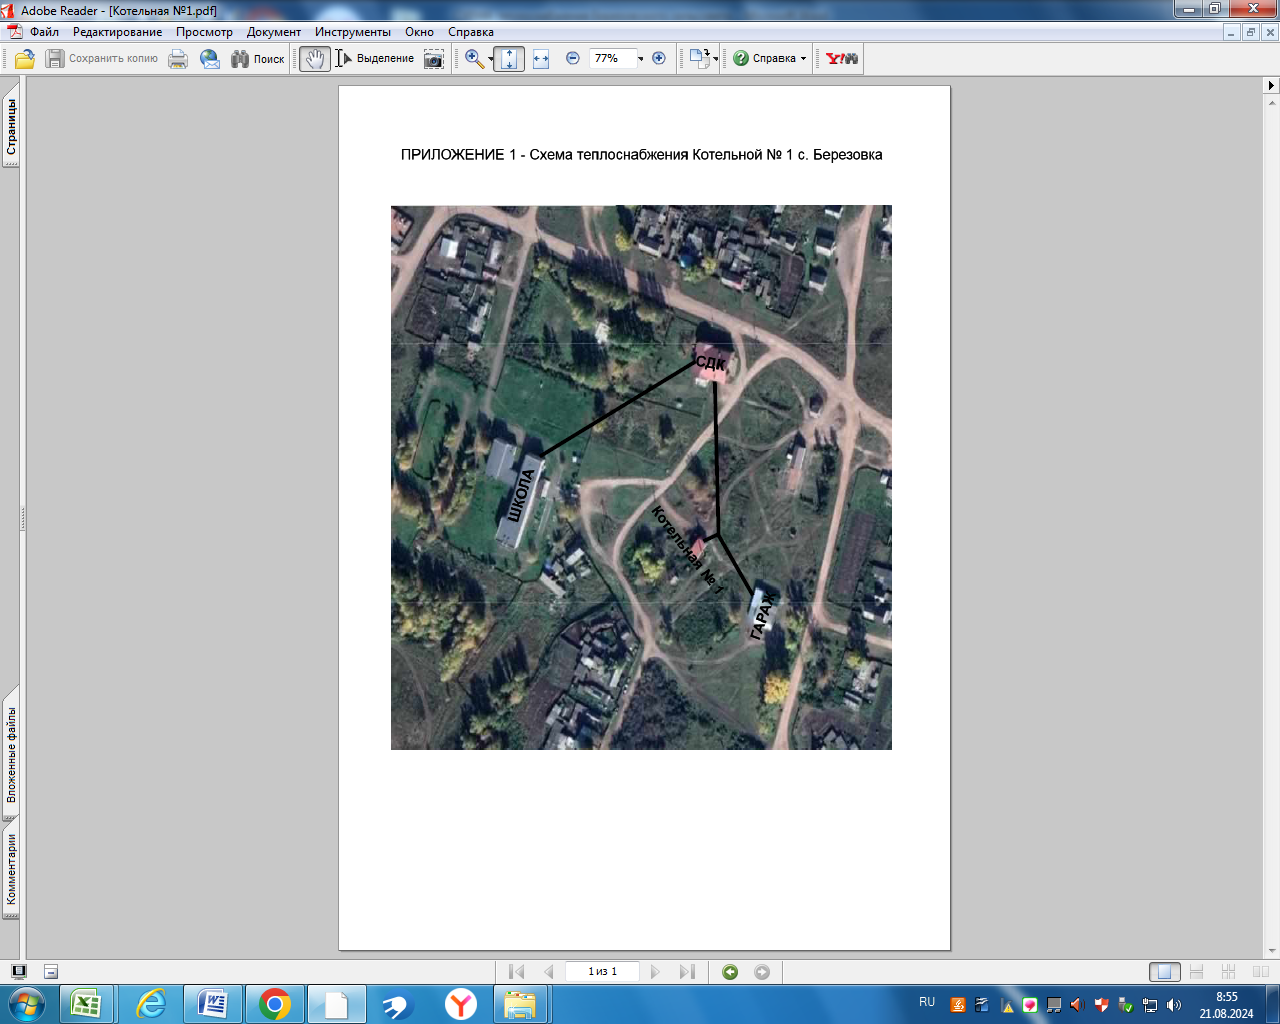 Adobe Reader - [Котельная №1.pdf]
Файл Редактирование Просмотр Документ Инструменты Окно Справка
Сохранить копию Поиск Выделение 77% Справка Y!
Страницы
ПРИЛОЖЕНИЕ 1 - Схема теплоснабжения Котельной № 1 с. Березовка
СДК
ШКОЛА
Котельная № 1
ГАРАЖ
Вложенные файлы
Комментарии
1 из 1
RU
8:55
21.08.2024